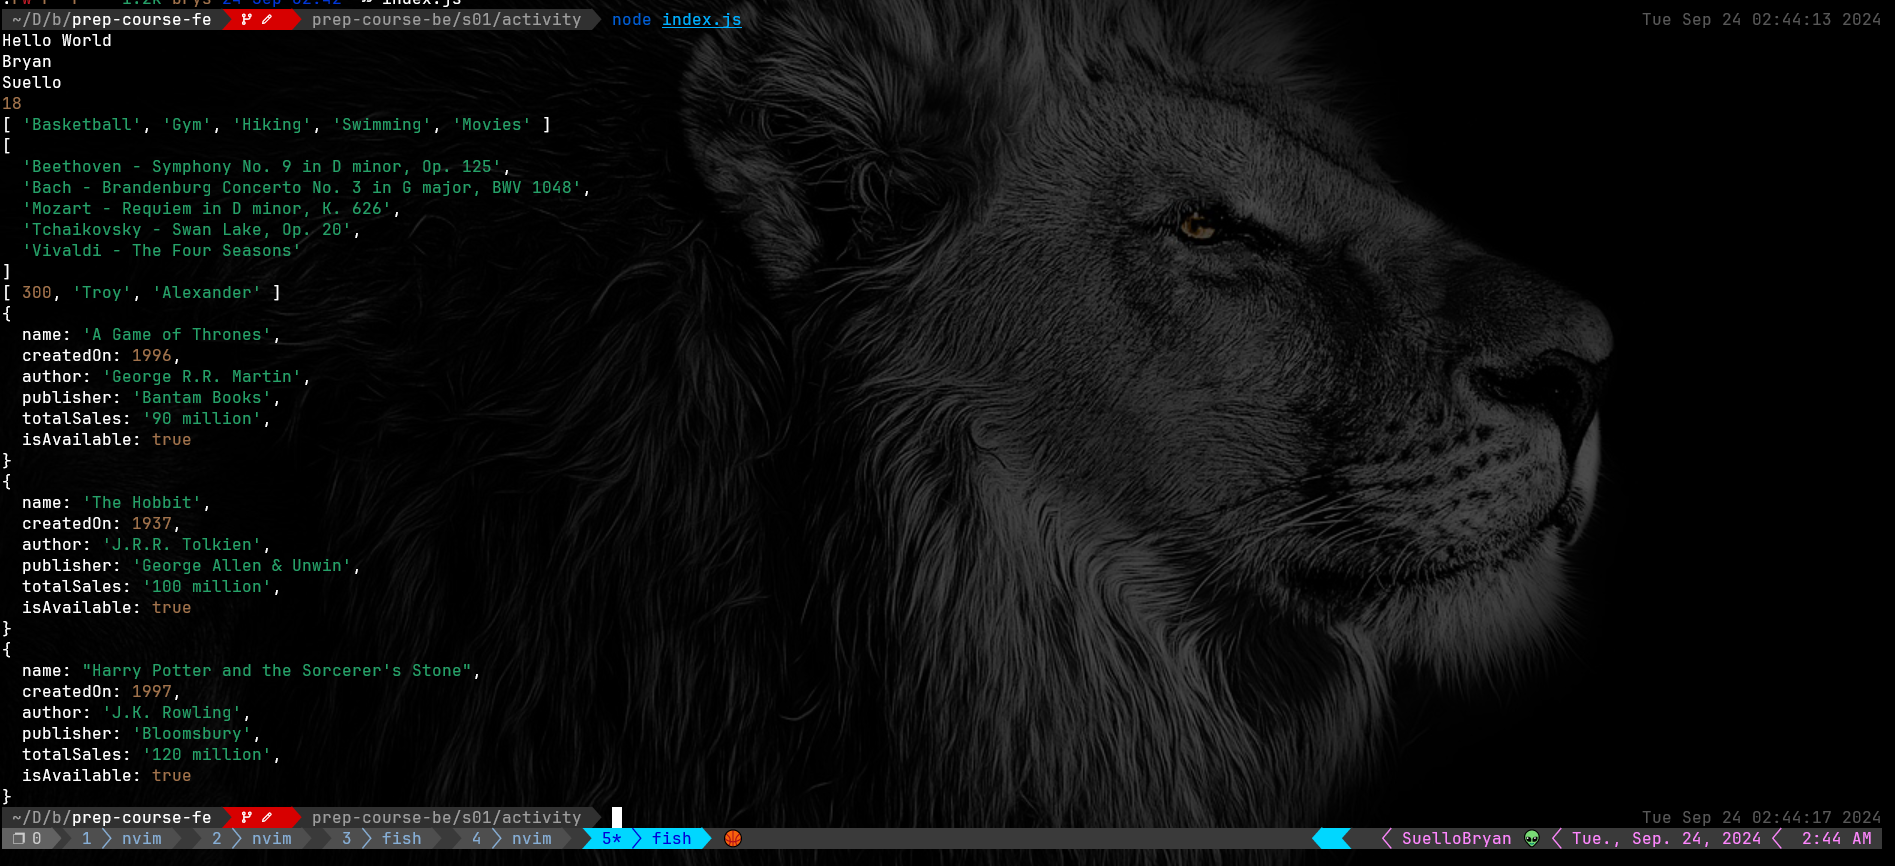 ~/D/b/prep-course-fe prep-course-be/s01/activity node index.js Tue Sep 24 02:44:13 2024
Hello World
Bryan
Suello
18
[ 'Basketball', 'Gym', 'Hiking', 'Swimming', 'Movies' ]
[
'Beethoven - Symphony No. 9 in D minor, Op. 125',
'Bach - Brandenburg Concerto No. 3 in G major, BWV 1048',
'Mozart - Requiem in D minor, K. 626',
'Tchaikovsky - Swan Lake, Op. 20',
'Vivaldi - The Four Seasons'
]
[ 300, 'Troy', 'Alexander' ]
{
name: 'A Game of Thrones',
createdOn: 1996,
author: 'George R.R. Martin',
publisher: 'Bantam Books',
totalSales: '90 million',
isAvailable: true
}
{
name: 'The Hobbit',
createdOn: 1937,
author: 'J.R.R. Tolkien',
publisher: 'George Allen & Unwin',
totalSales: '100 million',
isAvailable: true
}
{
name: "Harry Potter and the Sorcerer's Stone",
createdOn: 1997,
author: 'J.K. Rowling',
publisher: 'Bloomsbury',
totalSales: '120 million',
isAvailable: true
}
~/D/b/prep-course-fe prep-course-be/s01/activity Tue Sep 24 02:44:17 2024
0 1 nvim 2 nvim 3 fish 4 nvim 5* fish SuelloBryan Tue., Sep. 24, 2024 2:44 AM